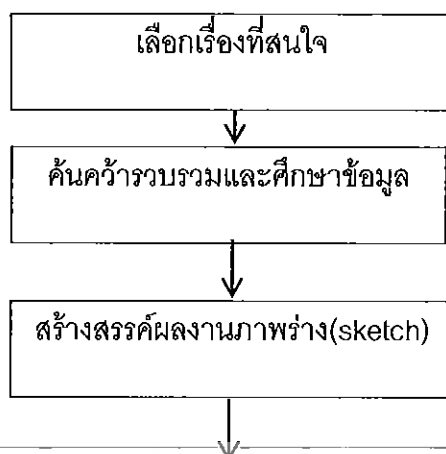 เลือกเรื่องที่สนใจ
ค้นคว้ารวบรวมและศึกษาข้อมูล
สร้างสรรค์ผลงานภาพร่าง(sketch)